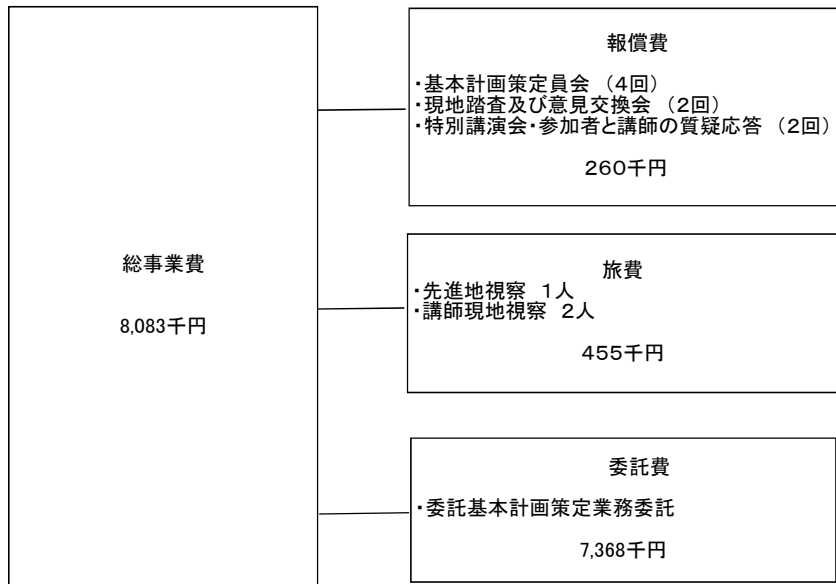 総事業費
8,083千円
報償費
・基本計画策定員会 （４回）
・現地踏査及び意見交換会 （２回）
・特別講演会・参加者と講師の質疑応答 （２回）
２６０千円
旅費
・先進地視察 １人
・講師現地視察 ２人
４５５千円
委託費
・委託基本計画策定業務委託
7,368千円